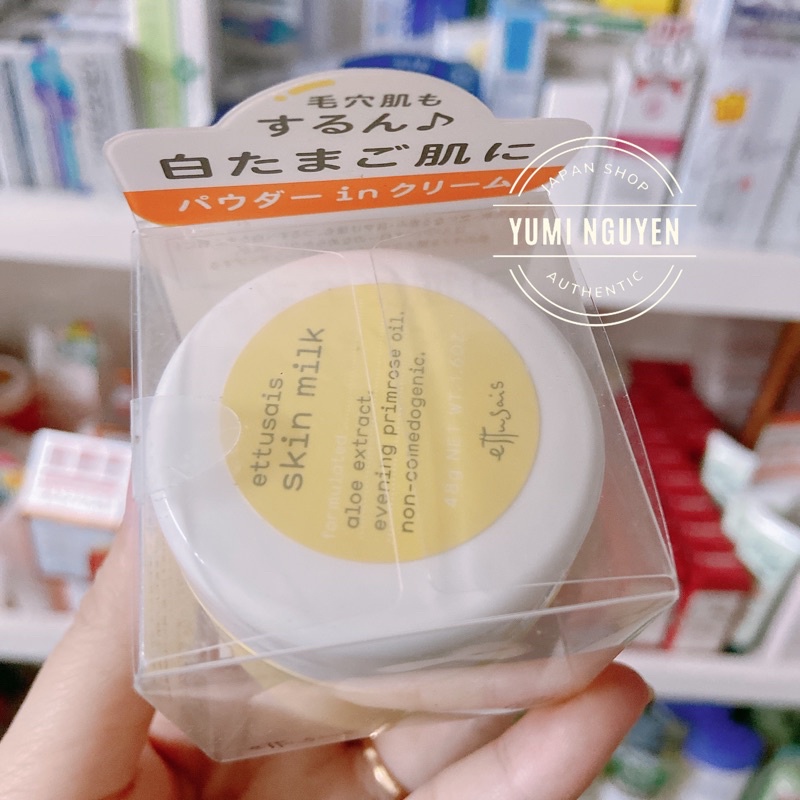 毛穴肌も
するん♪
白たまご肌に
パウダー in クリーム
JAPAN SHOP
YUMI NGUYEN
AUTHENTIC
ettusais.
skin milk
formulated
aloe extract.
evening primrose oil.
non-comedogenic.
ettusais